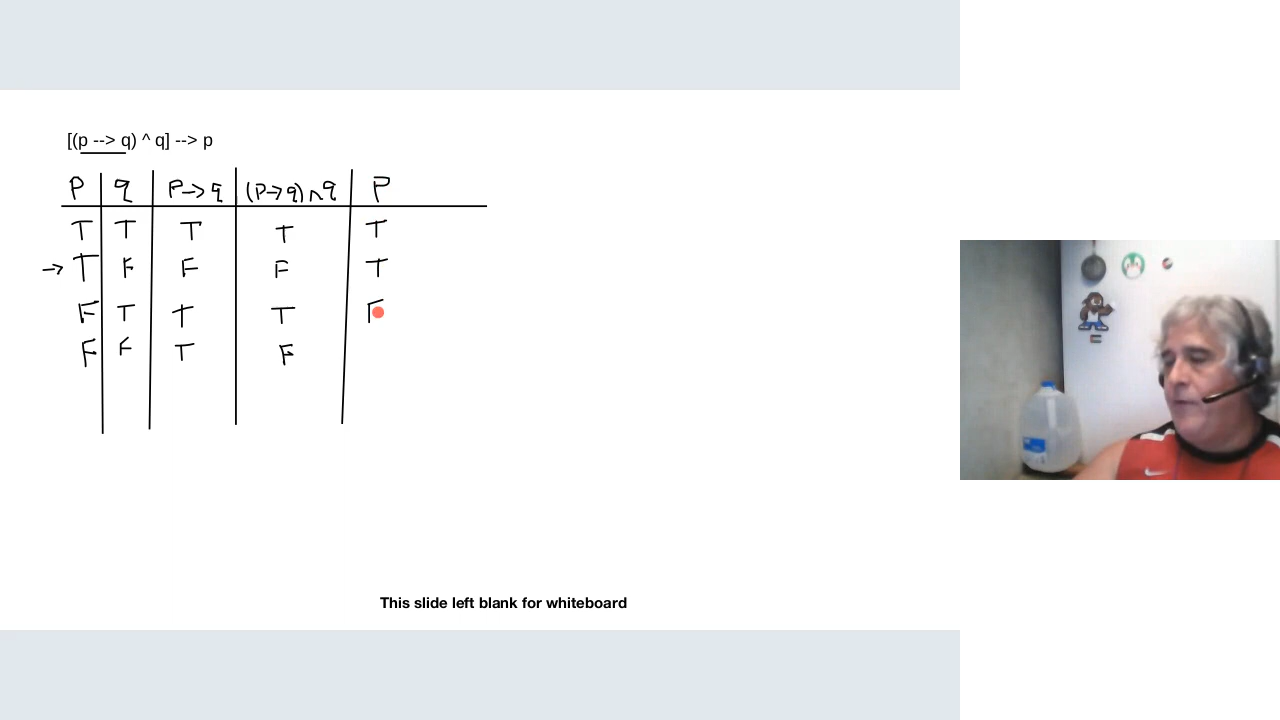 [(p --> q) ^ q] --> p
P q P→q (P→q)∧q P
T T T T T
→ T F F F T
F T T T F
F F T F
This slide left blank for whiteboard